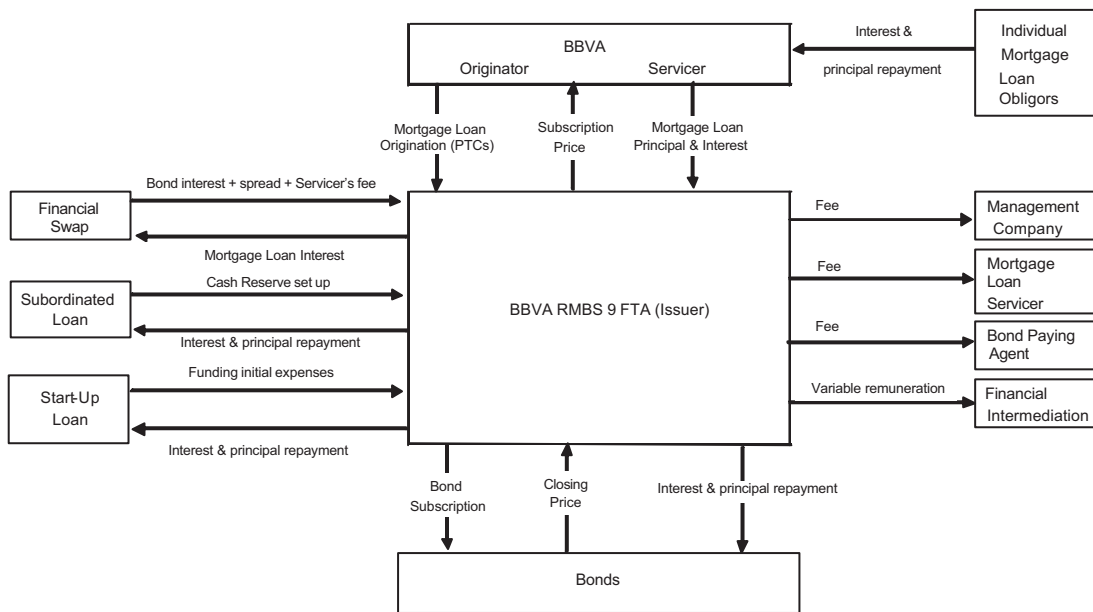 BBVA
Originator
Servicer
Interest &
principal repayment
Individual
Mortgage
Loan
Obligors
Mortgage Loan
Origination (PTCs)
Subscription
Price
Mortgage Loan
Principal & Interest
Financial
Swap
Bond interest + spread + Servicer's fee
Mortgage Loan Interest
Subordinated
Loan
Cash Reserve set up
Interest & principal repayment
Start-Up
Loan
Funding initial expenses
Interest & principal repayment
BBVA RMBS 9 FTA (Issuer)
Fee
Management
Company
Fee
Mortgage
Loan
Servicer
Fee
Bond Paying
Agent
Variable remuneration
Financial
Intermediation
Bond
Subscription
Closing
Price
Interest & principal repayment
Bonds